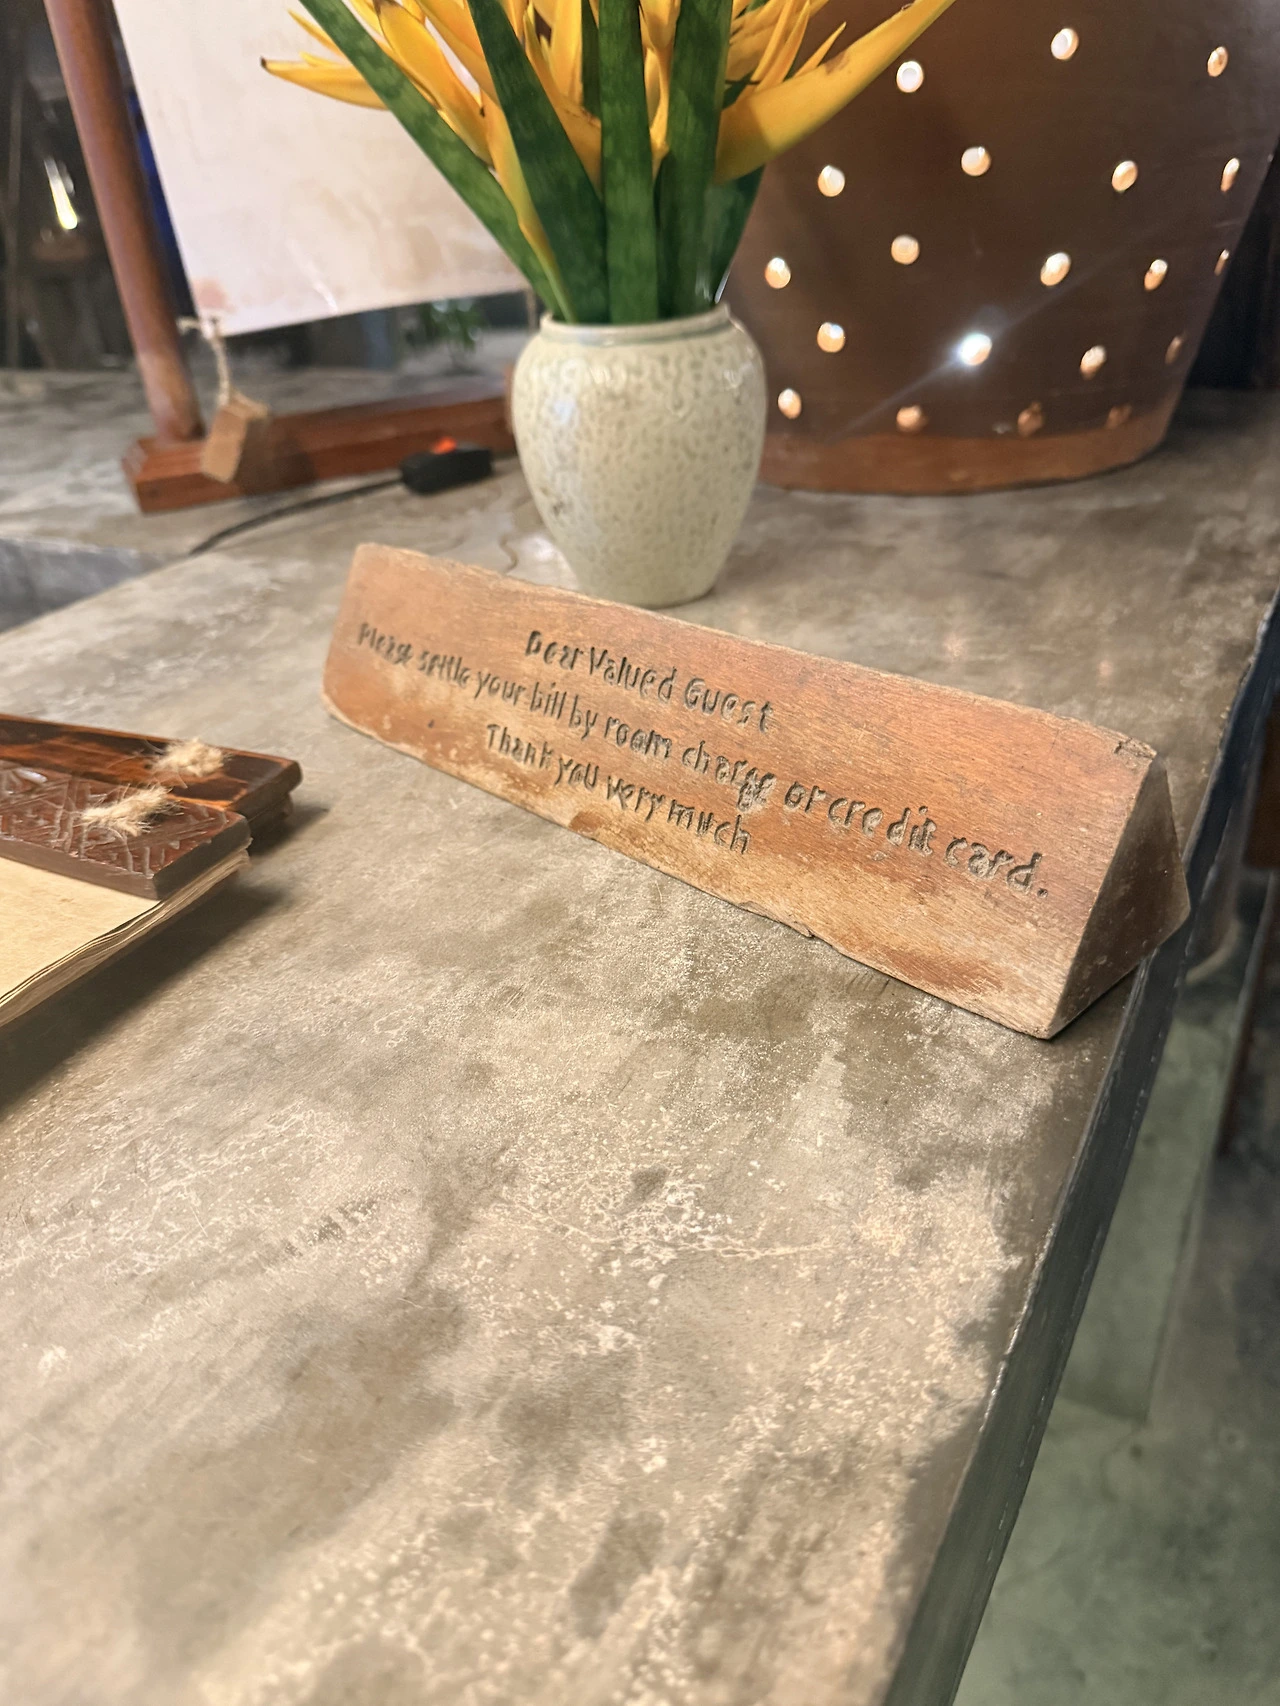 Dear Valued Guest
Please settle your bill by room charge or credit card.
Thank you very much